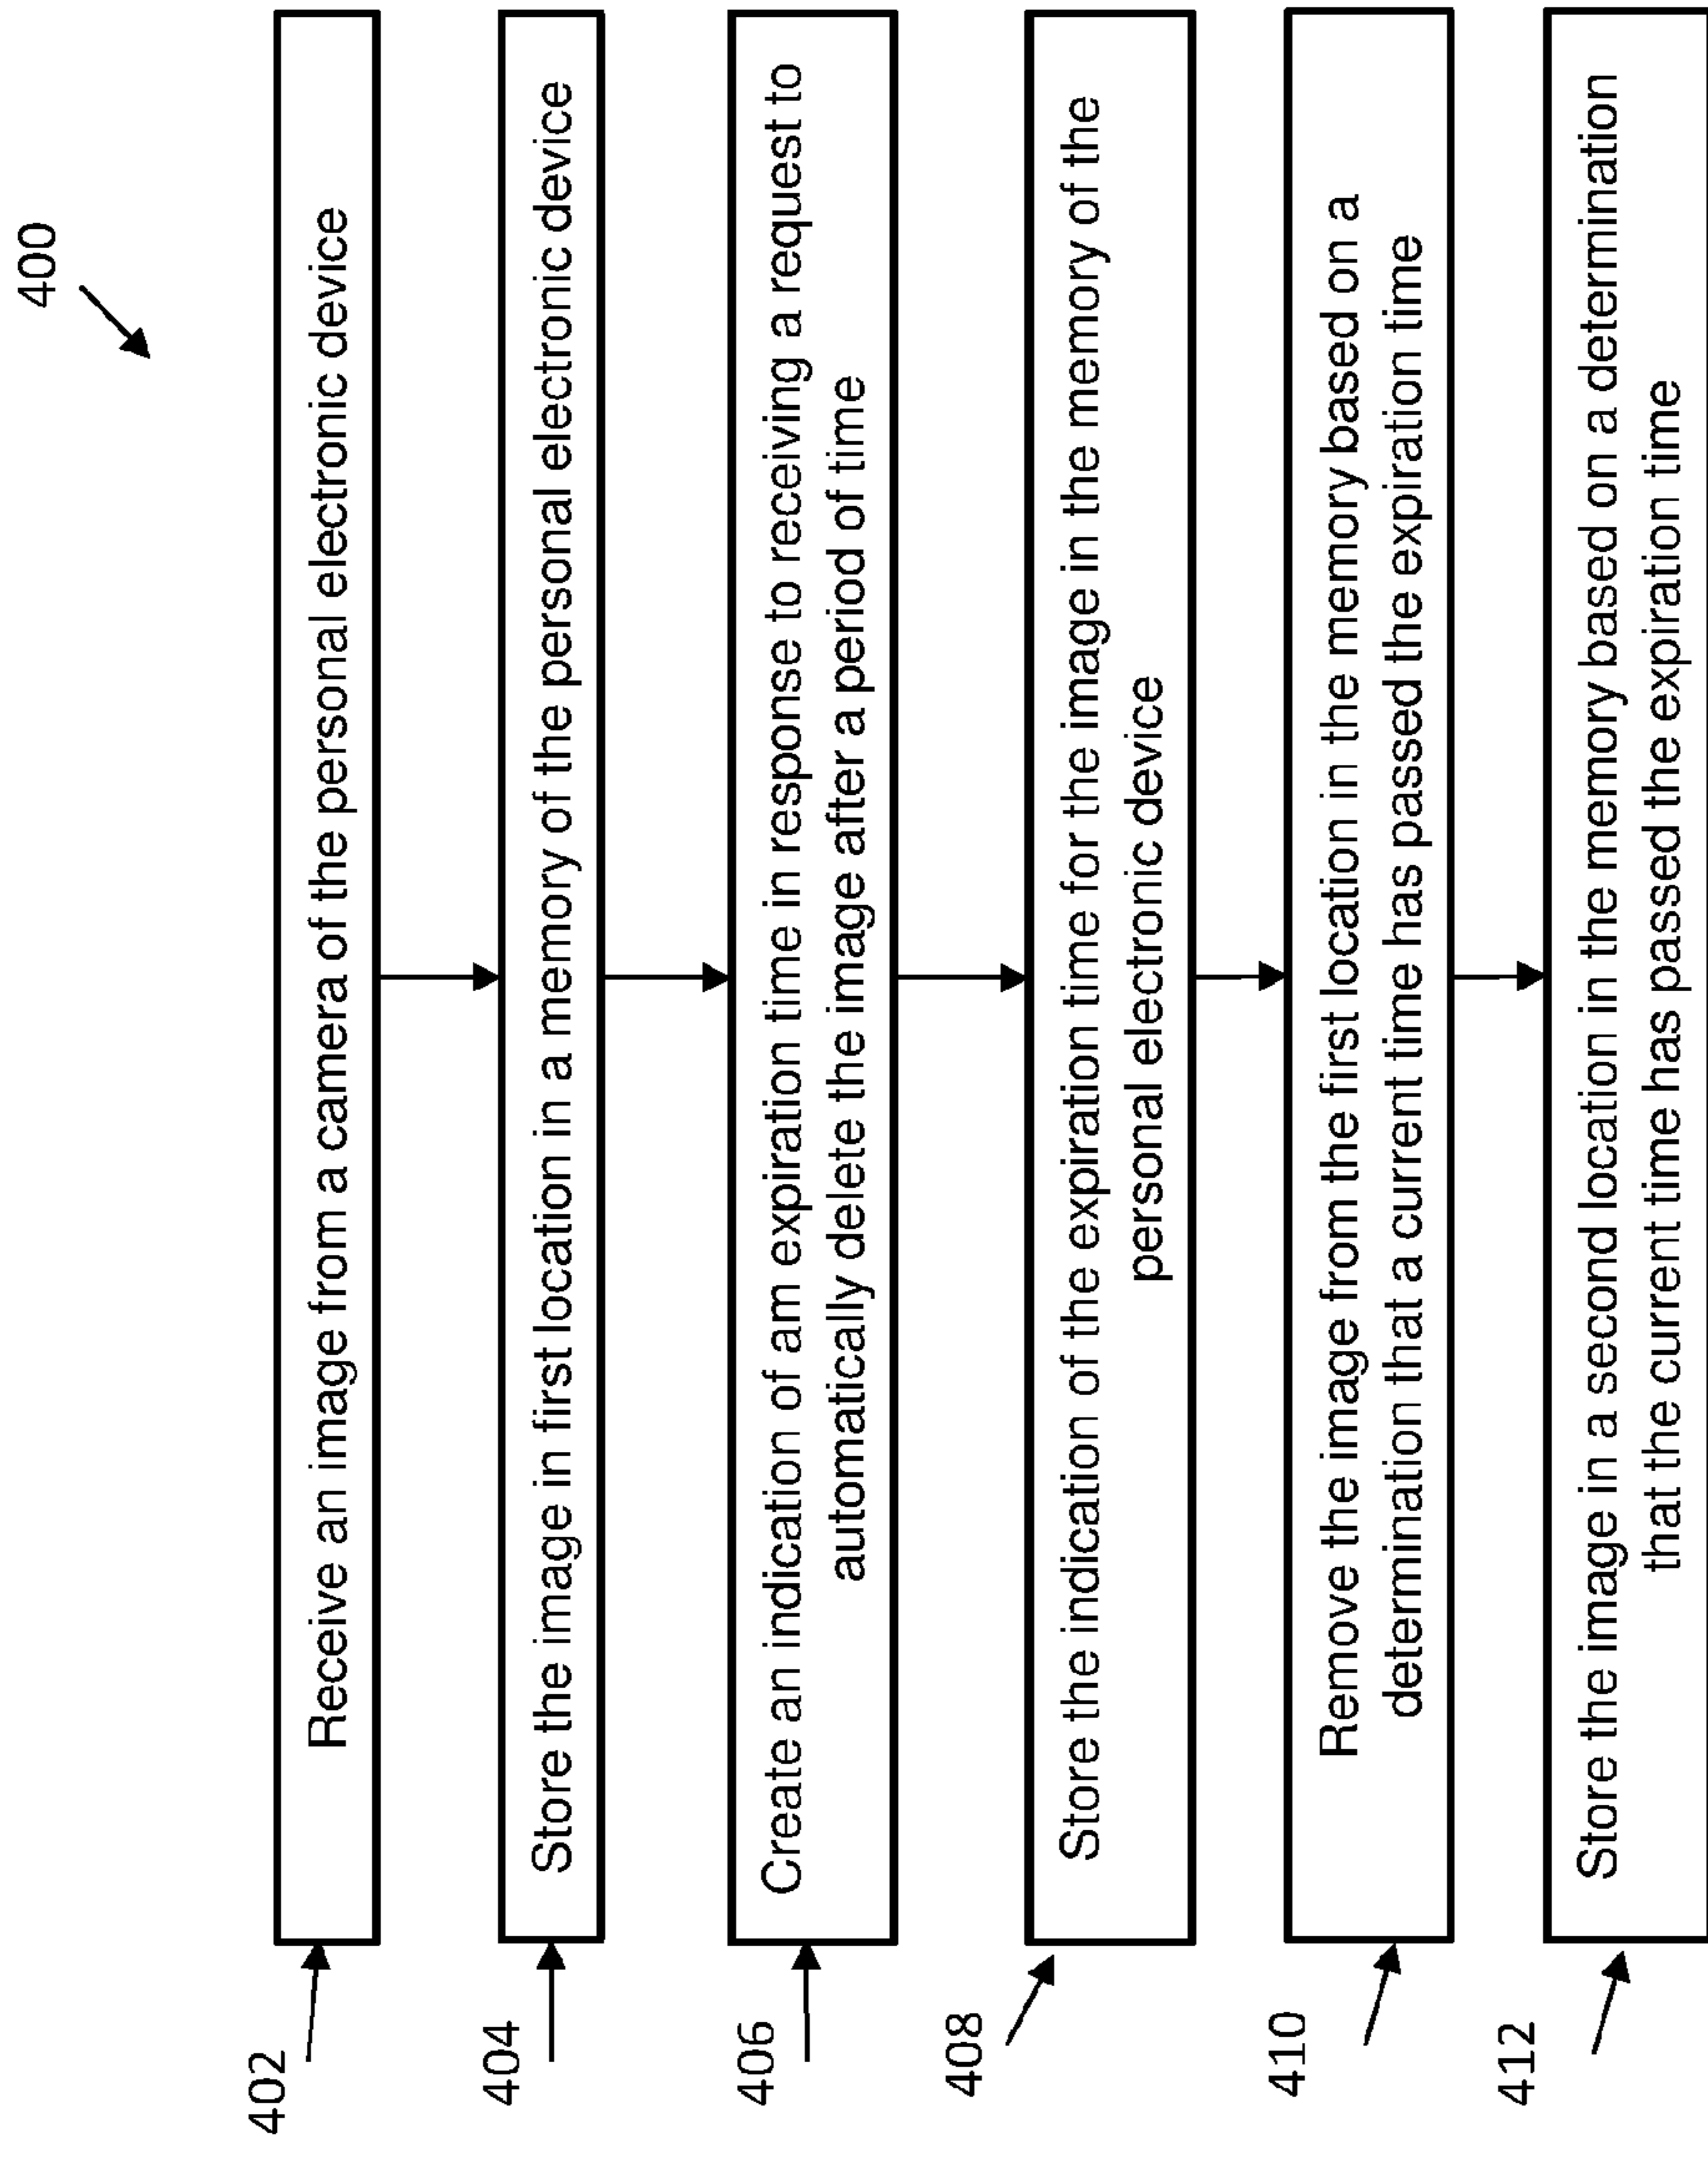 400
402
Receive an image from a camera of the personal electronic device
404
Store the image in first location in a memory of the personal electronic device
406
Create an indication of am expiration time in response to receiving a request to
automatically delete the image after a period of time
408
Store the indication of the expiration time for the image in the memory of the
personal electronic device
410
Remove the image from the first location in the memory based on a
determination that a current time has passed the expiration time
412
Store the image in a second location in the memory based on a determination
that the current time has passed the expiration time